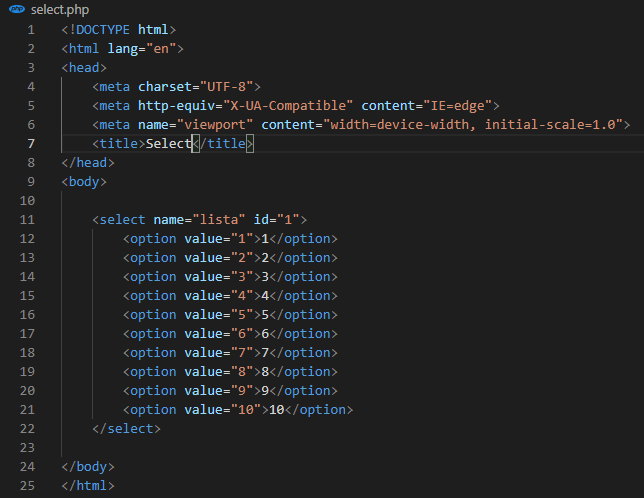 select.php
1 <!DOCTYPE html>
2 <html lang="en">
3 <head>
4     <meta charset="UTF-8">
5     <meta http-equiv="X-UA-Compatible" content="IE=edge">
6     <meta name="viewport" content="width=device-width, initial-scale=1.0">
7     <title>Select</title>
8 </head>
9 <body>
10
11     <select name="lista" id="1">
12         <option value="1">1</option>
13         <option value="2">2</option>
14         <option value="3">3</option>
15         <option value="4">4</option>
16         <option value="5">5</option>
17         <option value="6">6</option>
18         <option value="7">7</option>
19         <option value="8">8</option>
20         <option value="9">9</option>
21         <option value="10">10</option>
22     </select>
23
24 </body>
25 </html>